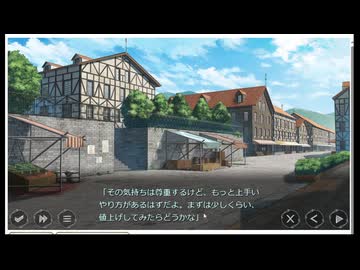 「その気持ちは尊重するけど、もっと上手い
やり方があるはずだよ。まずは少しくらい、
値上げしてみたらどうかな」